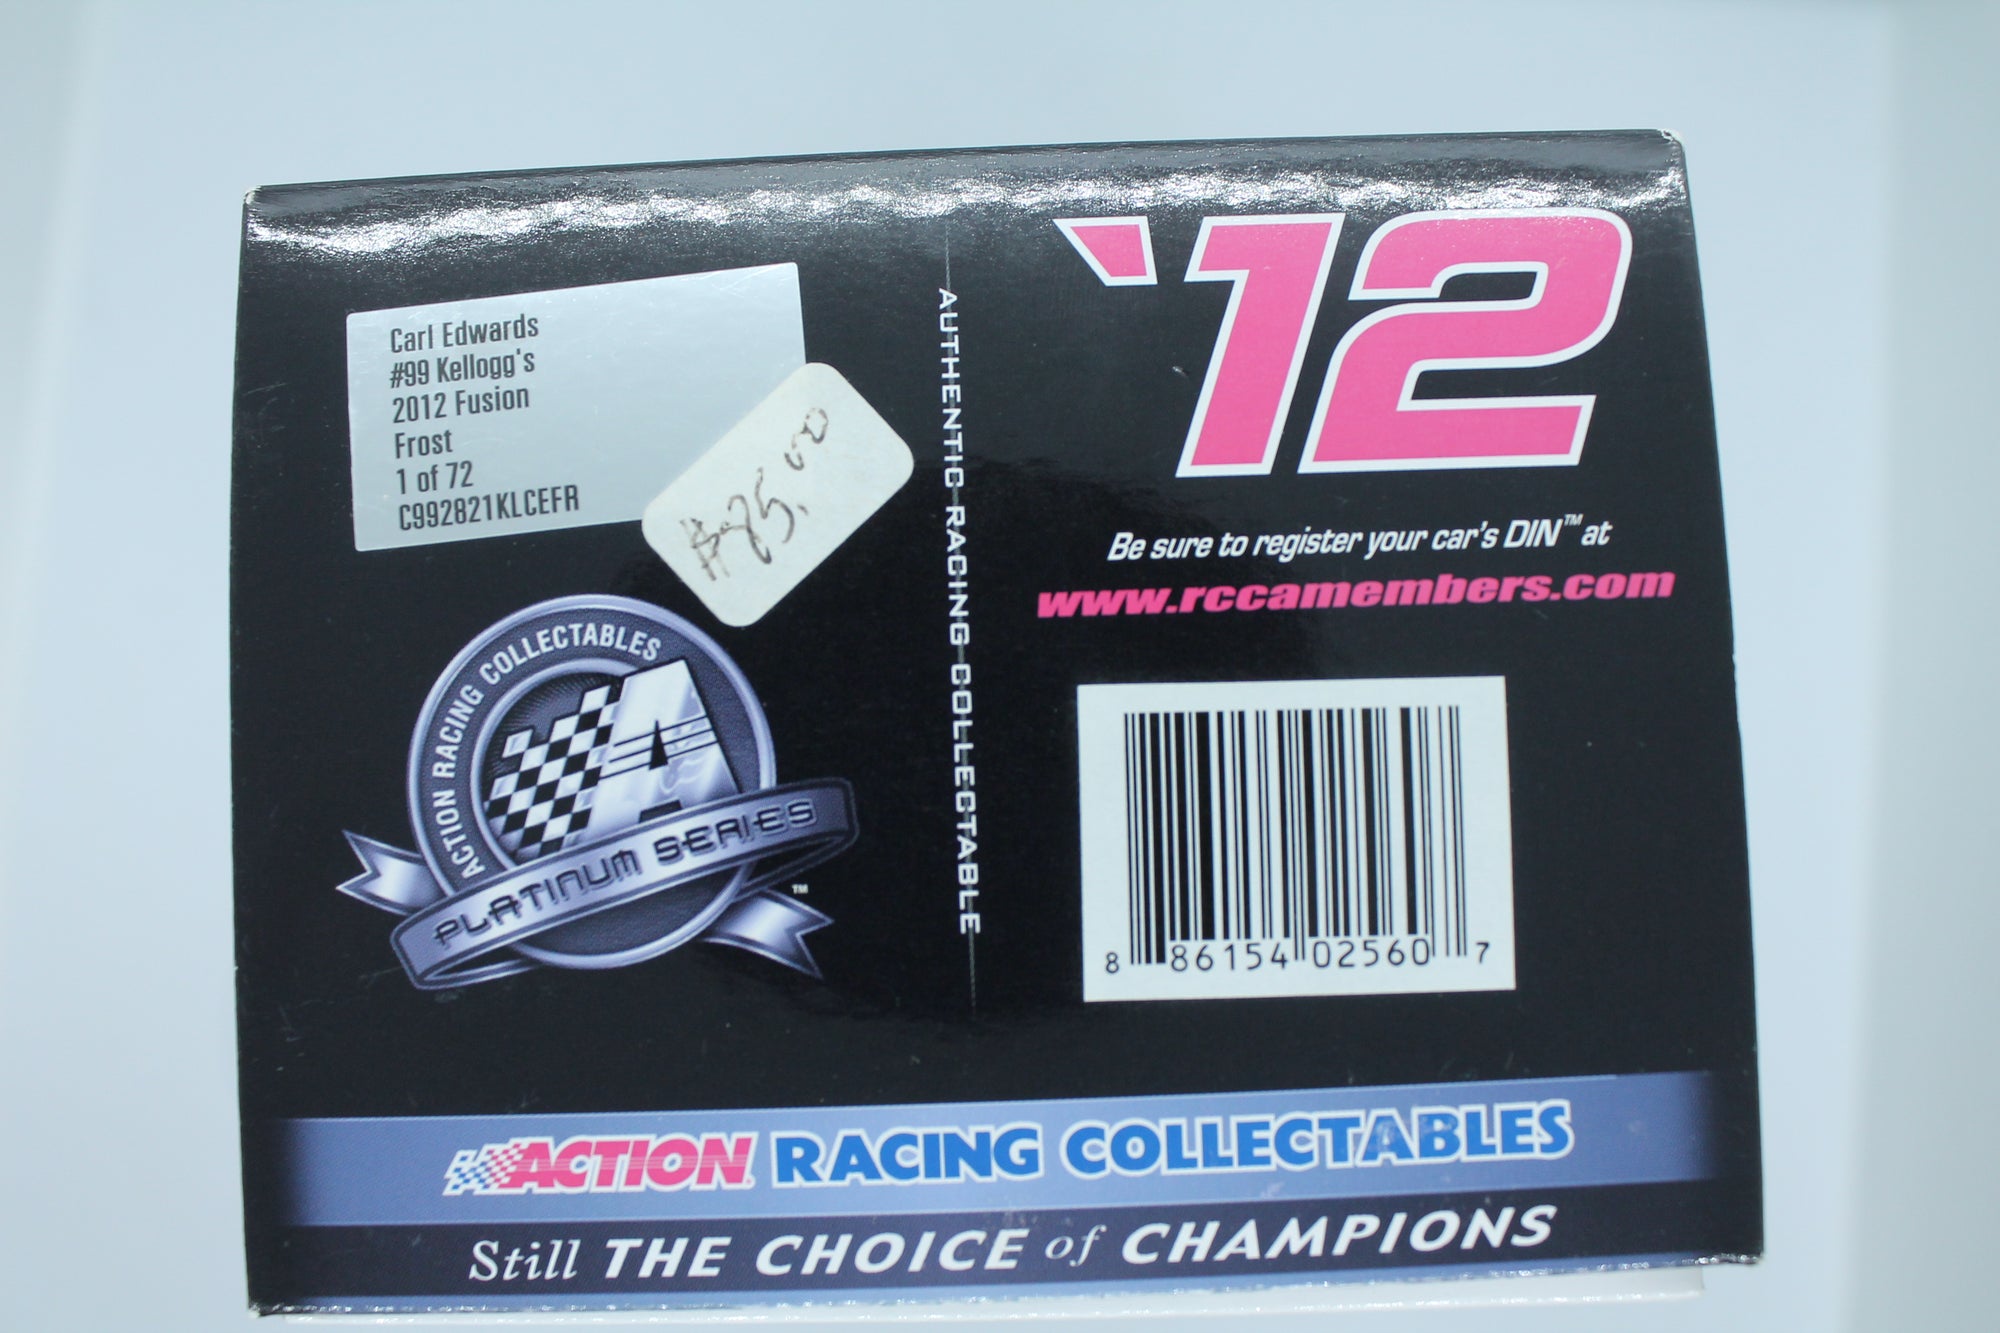 Carl Edwards
#99 Kellogg's
2012 Fusion
Frost
1 of 72
C992821KLCEFR
$85.00
ACTION RACING COLLECTABLES
A
PLATINUM SERIES
TM
AUTHENTIC RACING COLLECTABLE
'12
Be sure to register your car's DIN™ at
www.rccamembers.com
8 86154 02560 7
ACTION RACING COLLECTABLES
Still THE CHOICE of CHAMPIONS